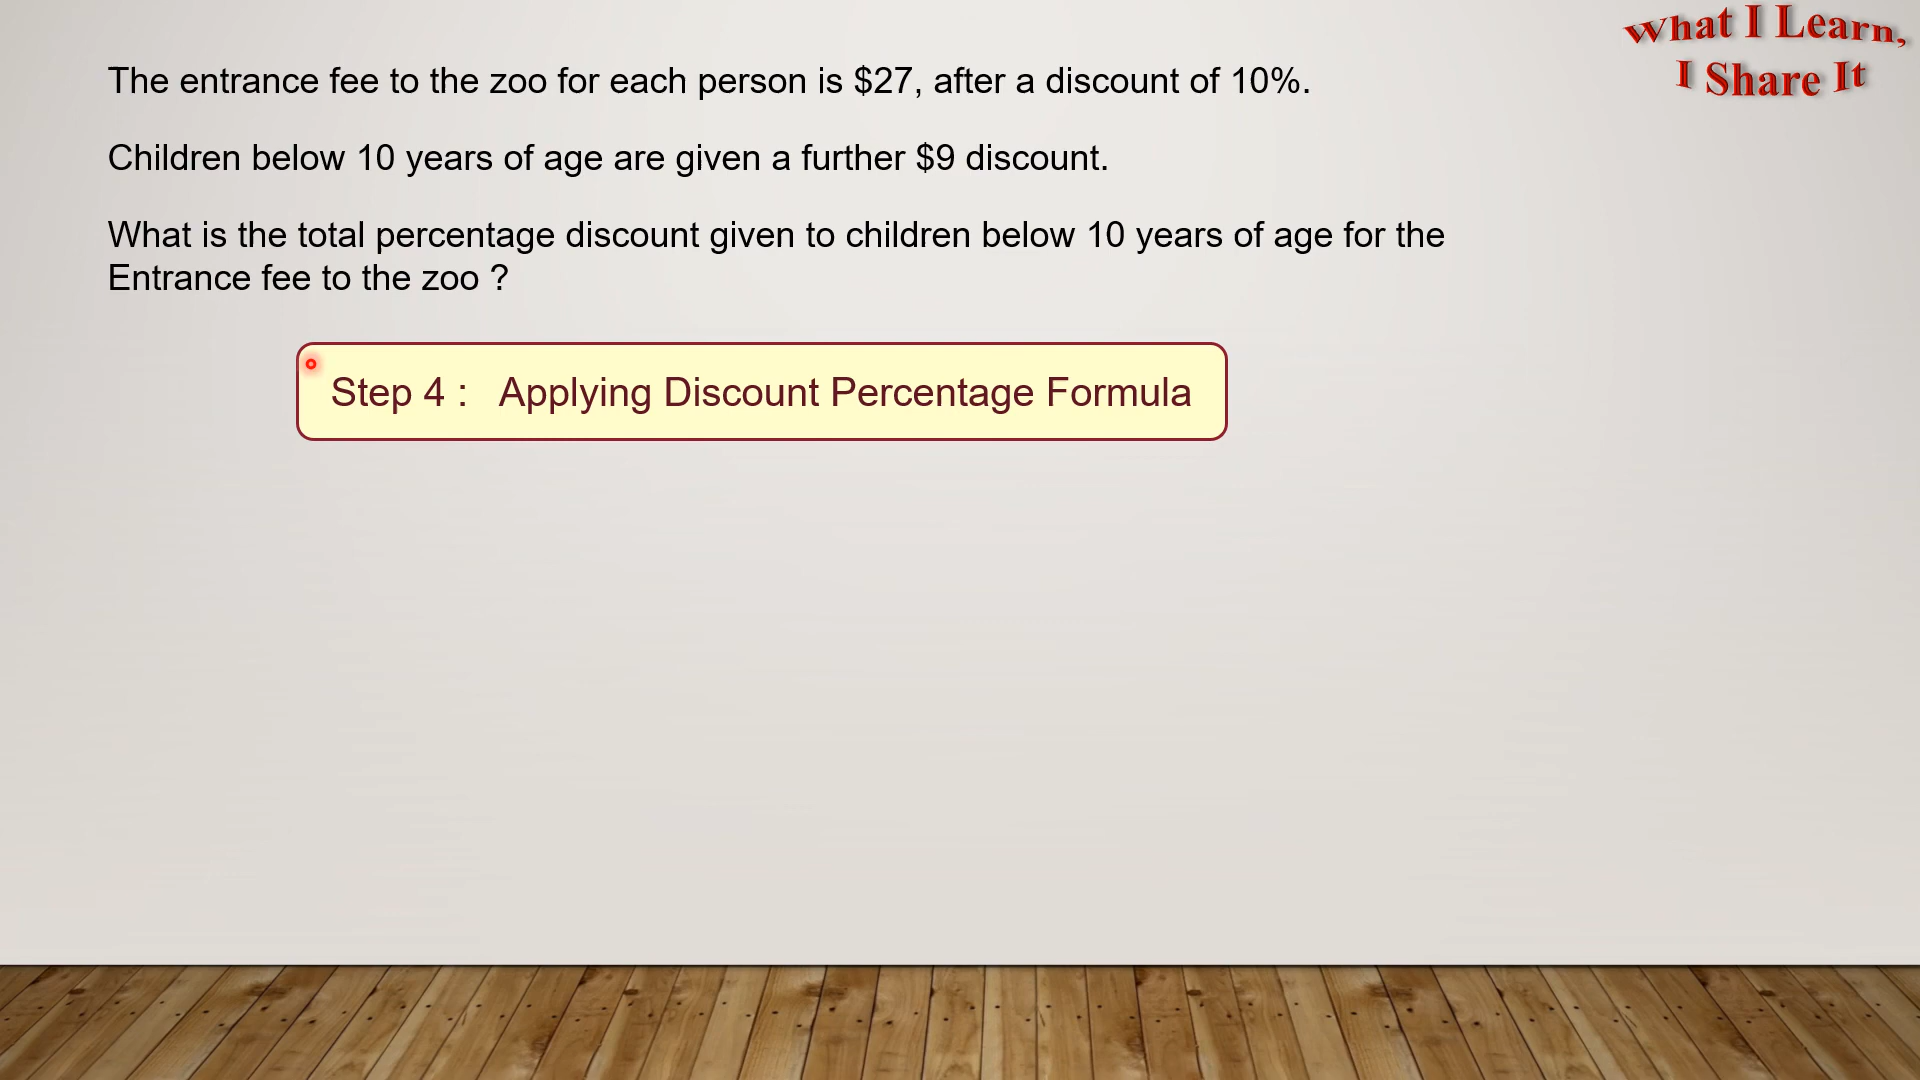 What I Learn,
I Share It
The entrance fee to the zoo for each person is $27, after a discount of 10%.
Children below 10 years of age are given a further $9 discount.
What is the total percentage discount given to children below 10 years of age for the
Entrance fee to the zoo ?
Step 4 : Applying Discount Percentage Formula